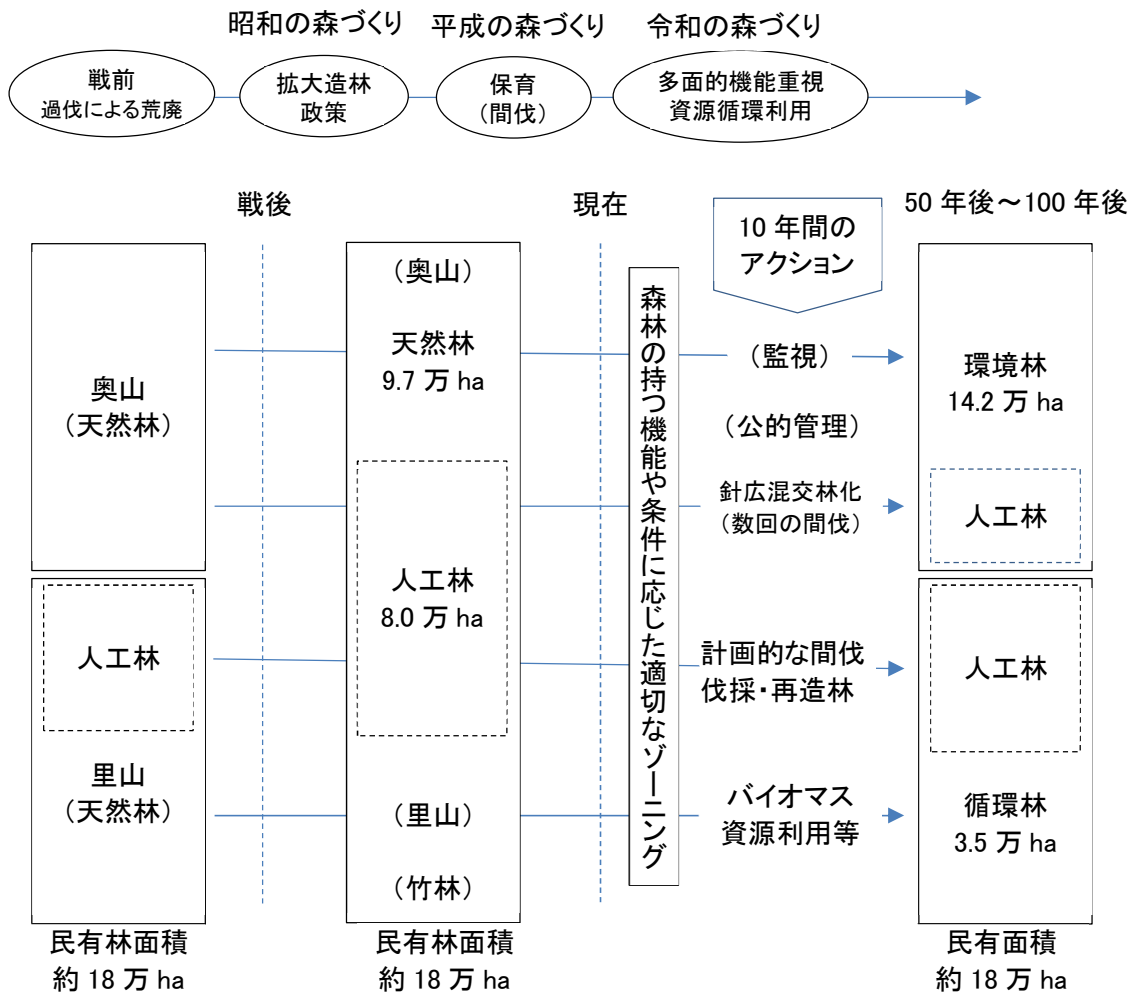 昭和の森づくり
平成の森づくり
令和の森づくり
戦前
過伐による荒廃
拡大造林
政策
保育
(間伐)
多面的機能重視
資源循環利用
戦後
現在
10 年間の
アクション
50 年後～100 年後
奥山
(天然林)
人工林
里山
(天然林)
民有林面積
約 18 万 ha
(奥山)
天然林
9.7 万 ha
人工林
8.0 万 ha
(里山)
(竹林)
民有林面積
約 18 万 ha
森林の持つ機能や条件に応じた適切なゾーニング
(監視)
(公的管理)
針広混交林化
(数回の間伐)
計画的な間伐
伐採・再造林
バイオマス
資源利用等
環境林
14.2 万 ha
人工林
人工林
循環林
3.5 万 ha
民有面積
約 18 万 ha